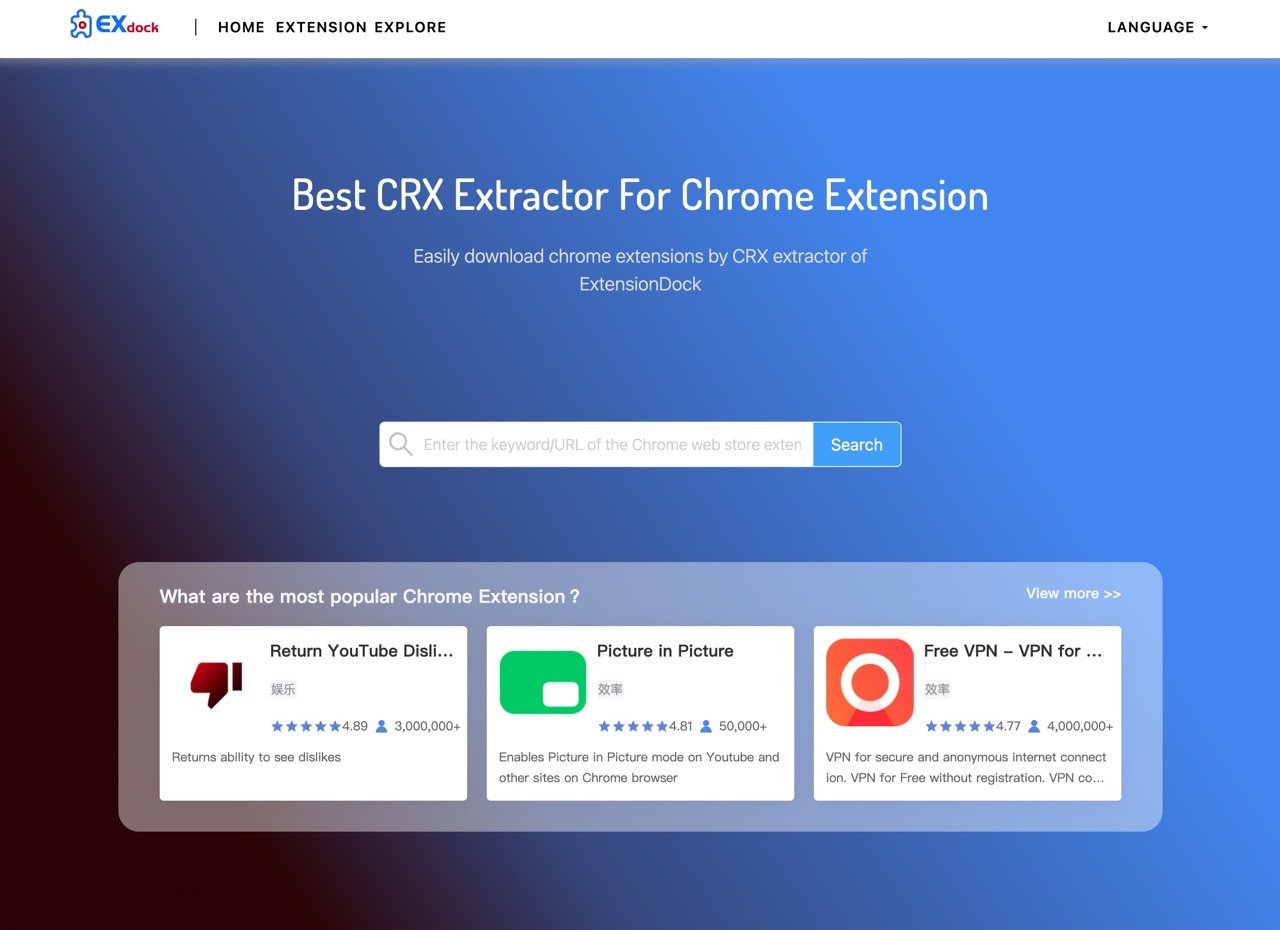 EXdock
HOME EXTENSION EXPLORE
LANGUAGE
Best CRX Extractor For Chrome Extension
Easily download chrome extensions by CRX extractor of
ExtensionDock
Enter the keyword/URL of the Chrome web store exten
Search
What are the most popular Chrome Extension？
View more >>
Return YouTube Disli...
娱乐
4.89 3,000,000+
Returns ability to see dislikes
Picture in Picture
效率
4.81 50,000+
Enables Picture in Picture mode on Youtube and
other sites on Chrome browser
Free VPN – VPN for ...
效率
4.77 4,000,000+
VPN for secure and anonymous internet connect
ion. VPN for Free without registration. VPN co...